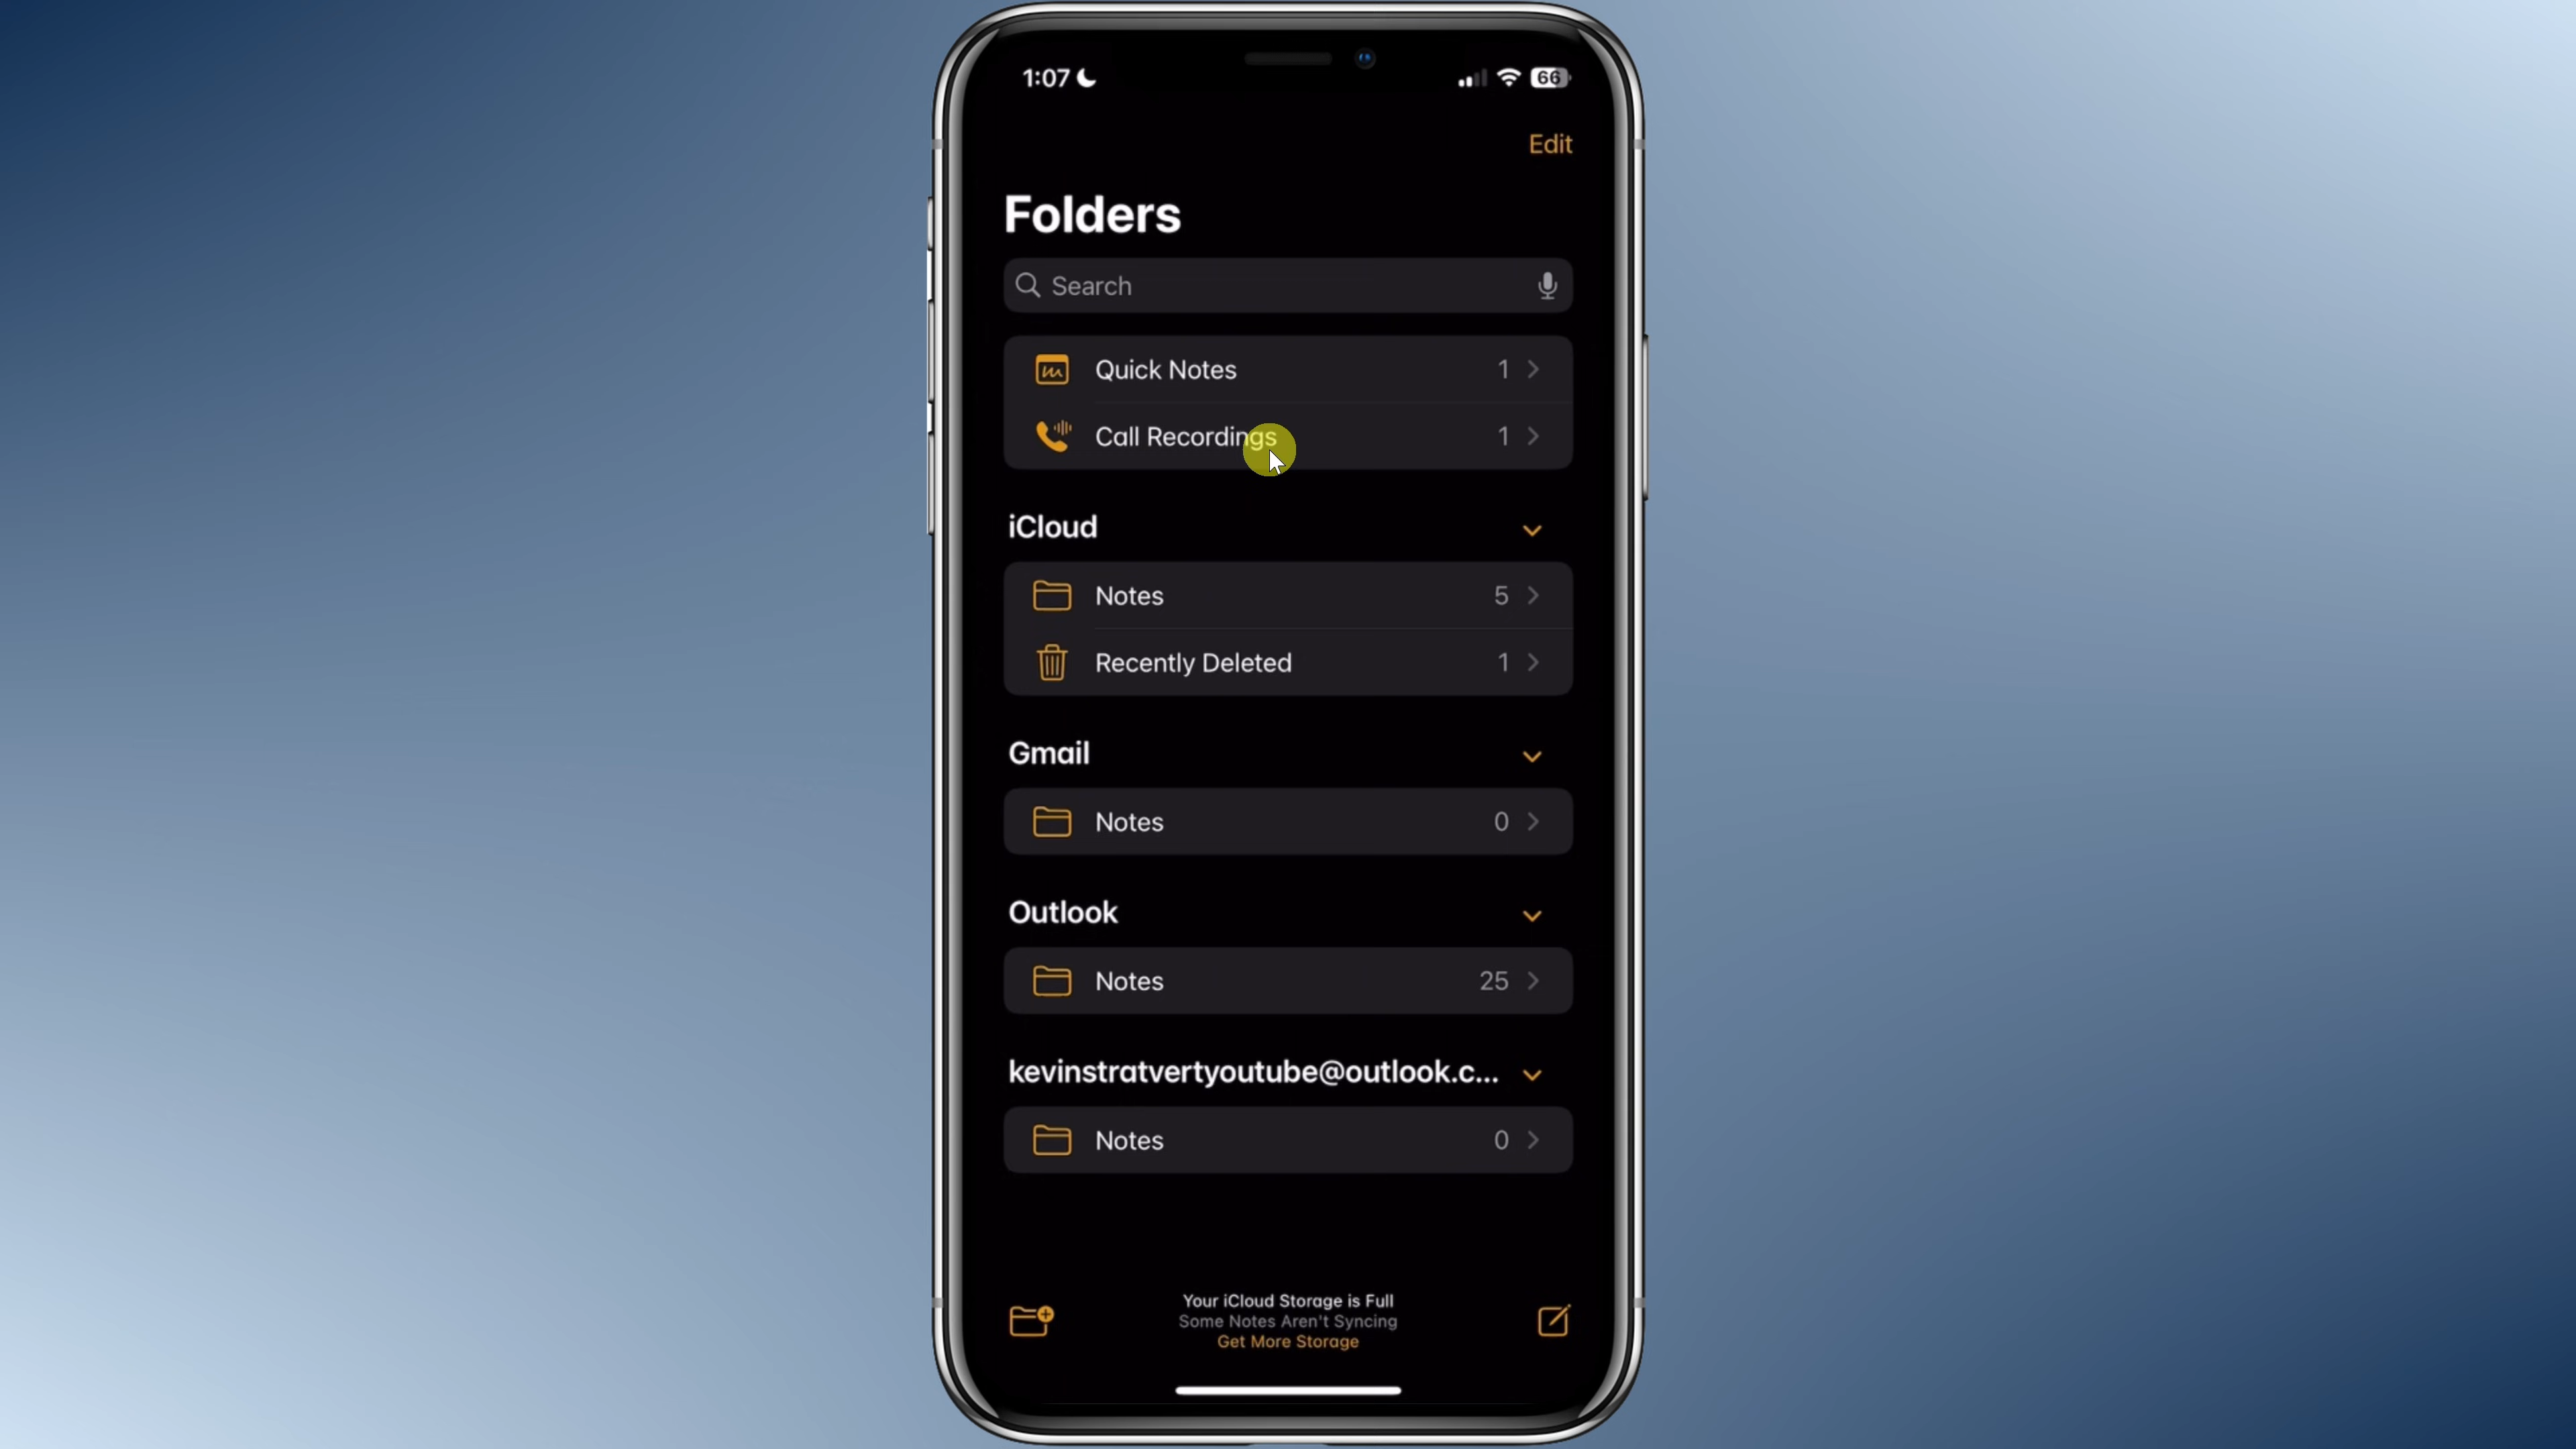 1:07
66
Edit
Folders
Search
Quick Notes 1
Call Recordings 1
iCloud
Notes 5
Recently Deleted 1
Gmail
Notes 0
Outlook
Notes 25
kevinstratvertyoutube@outlook.c...
Notes 0
Your iCloud Storage is Full
Some Notes Aren't Syncing
Get More Storage